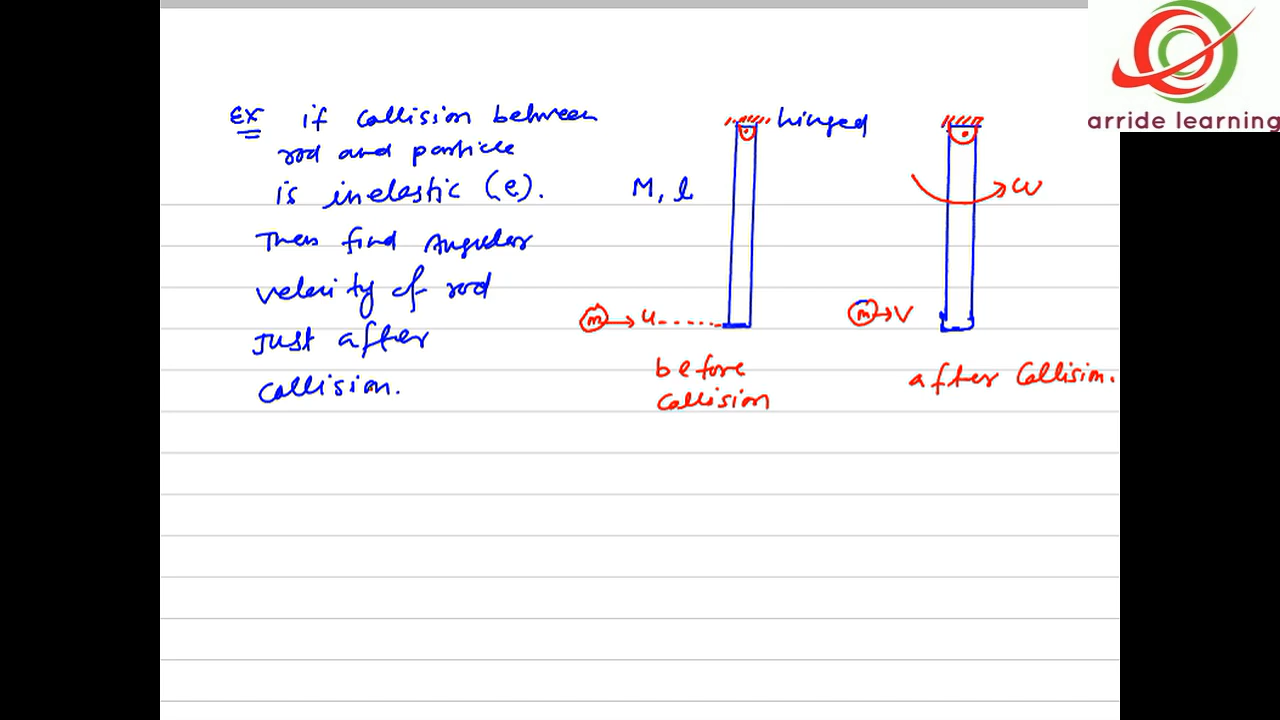 Ex if collision between
rod and particle
is inelastic (e).
Then find Angular
velocity of rod
Just after
collision.
hinged
M, l
m → u
before
collision
ω
m → v
after collision.
arride learning